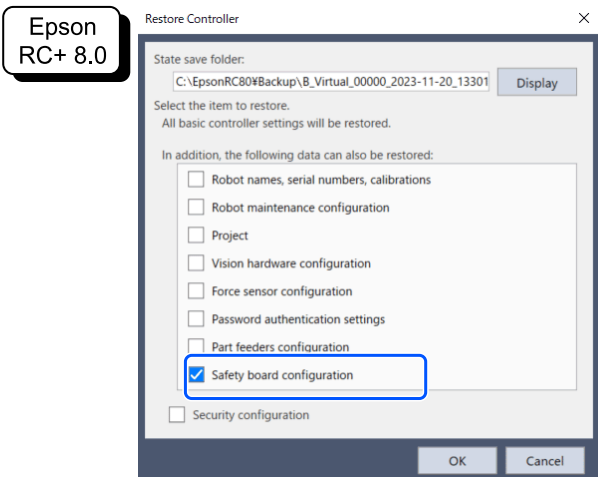 Epson
RC+ 8.0
Restore Controller
State save folder:
C:\EpsonRC80¥Backup\B_Virtual_00000_2023-11-20_13301
Display
Select the item to restore.
All basic controller settings will be restored.
In addition, the following data can also be restored:
Robot names, serial numbers, calibrations
Robot maintenance configuration
Project
Vision hardware configuration
Force sensor configuration
Password authentication settings
Part feeders configuration
Safety board configuration
Security configuration
OK
Cancel